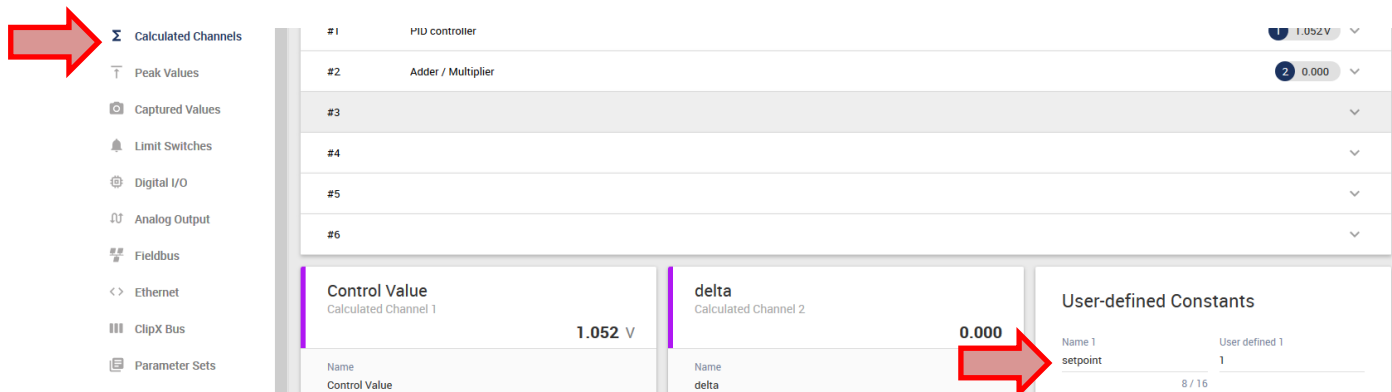 Σ Calculated Channels
Peak Values
Captured Values
Limit Switches
Digital I/O
Analog Output
Fieldbus
<> Ethernet
ClipX Bus
Parameter Sets
#1 PID controller 1 1.052 V
#2 Adder / Multiplier 2 0.000
#3
#4
#5
#6
Control Value
Calculated Channel 1
1.052 V
Name
Control Value
delta
Calculated Channel 2
0.000
Name
delta
User-defined Constants
Name 1 User defined 1
setpoint 1
8 / 16